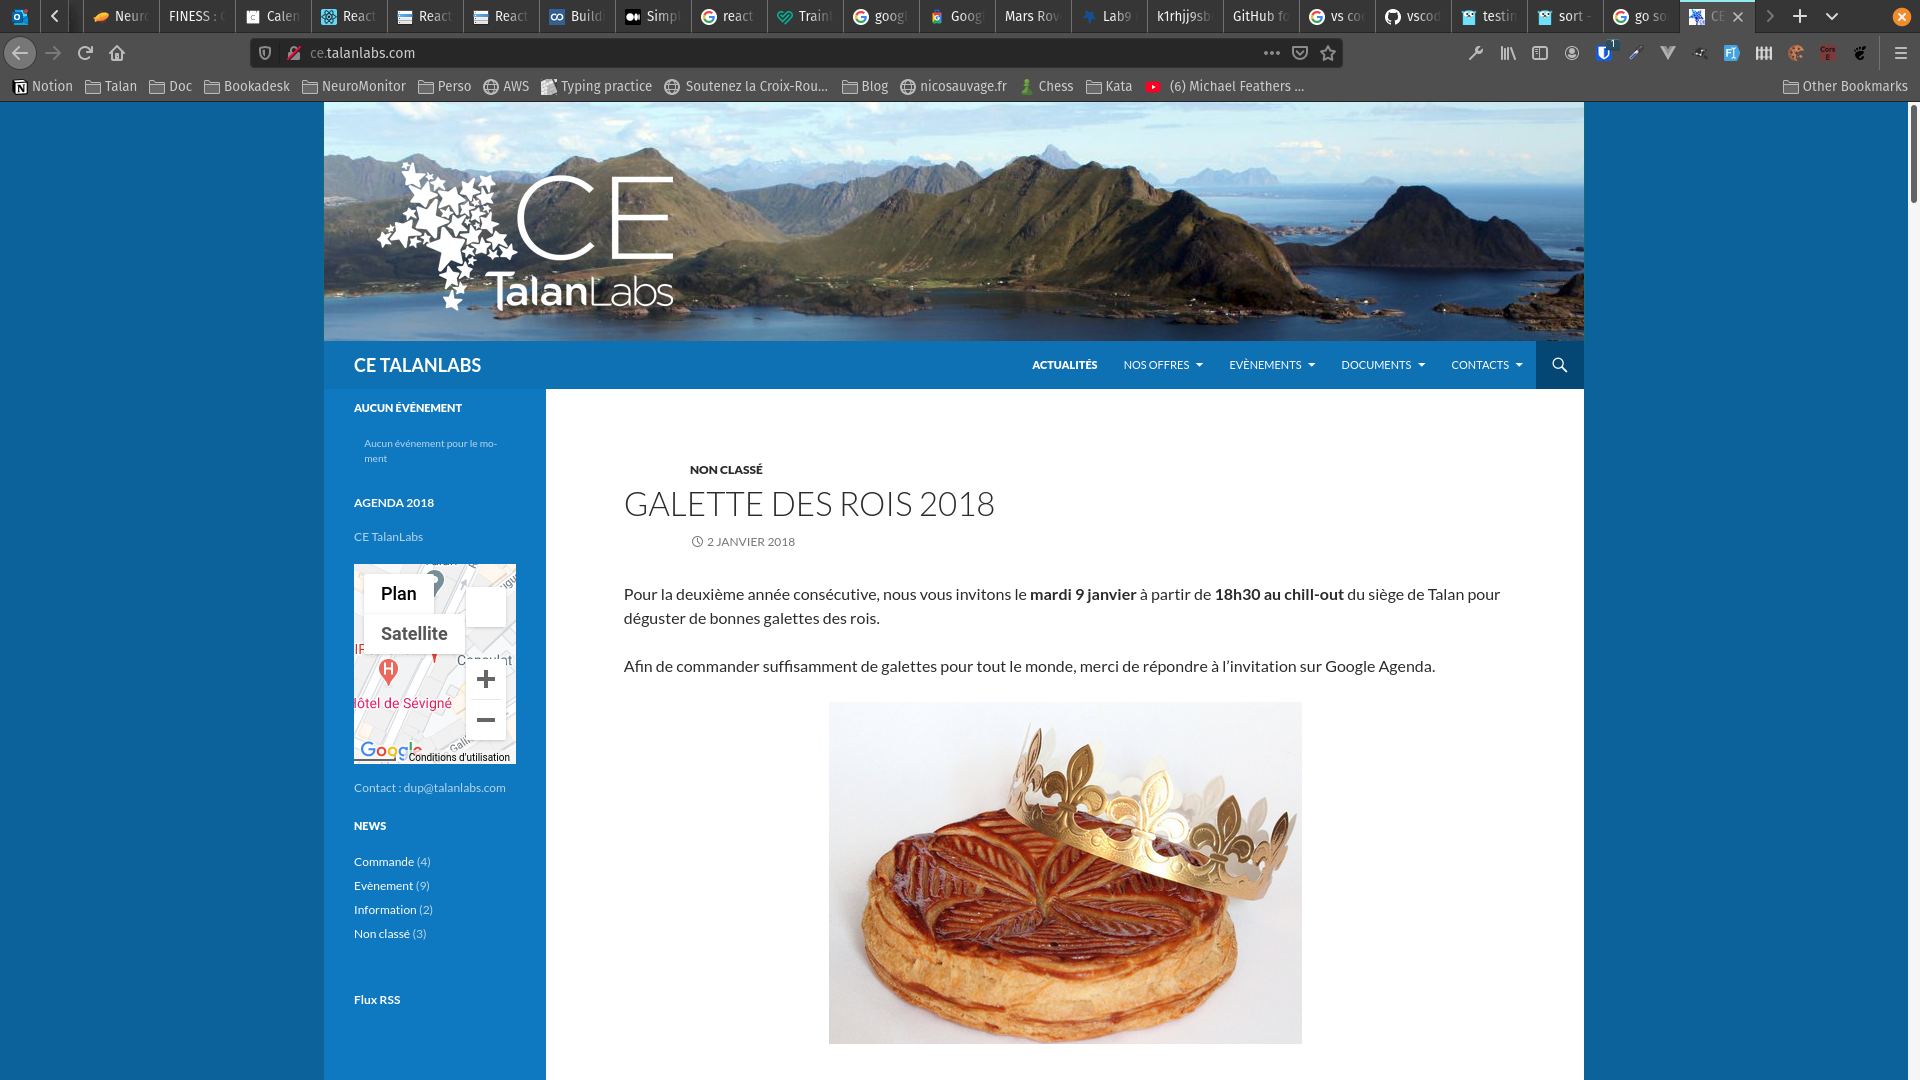 Neuro
FINESS :
Calen
React
React
React
Build
Simpl
react
Traini
googl
Googl
Mars Rov
Lab9
k1rhjj9sb
GitHub fo
vs co
vscod
testin
sort -
go so
CE
ce.talanlabs.com
1
Notion
Talan
Doc
Bookadesk
NeuroMonitor
Perso
AWS
Typing practice
Soutenez la Croix-Rou...
Blog
nicosauvage.fr
Chess
Kata
(6) Michael Feathers ...
Other Bookmarks
CE
TalanLabs
CE TALANLABS
ACTUALITÉS
NOS OFFRES
EVÈNEMENTS
DOCUMENTS
CONTACTS
AUCUN ÉVÉNEMENT
Aucun événement pour le mo-
ment
AGENDA 2018
CE TalanLabs
Plan
Satellite
H
Hôtel de Sévigné
Google
Conditions d'utilisation
Contact : dup@talanlabs.com
NEWS
Commande (4)
Evènement (9)
Information (2)
Non classé (3)
Flux RSS
NON CLASSÉ
GALETTE DES ROIS 2018
2 JANVIER 2018
Pour la deuxième année consécutive, nous vous invitons le mardi 9 janvier à partir de 18h30 au chill-out du siège de Talan pour
déguster de bonnes galettes des rois.
Afin de commander suffisamment de galettes pour tout le monde, merci de répondre à l’invitation sur Google Agenda.